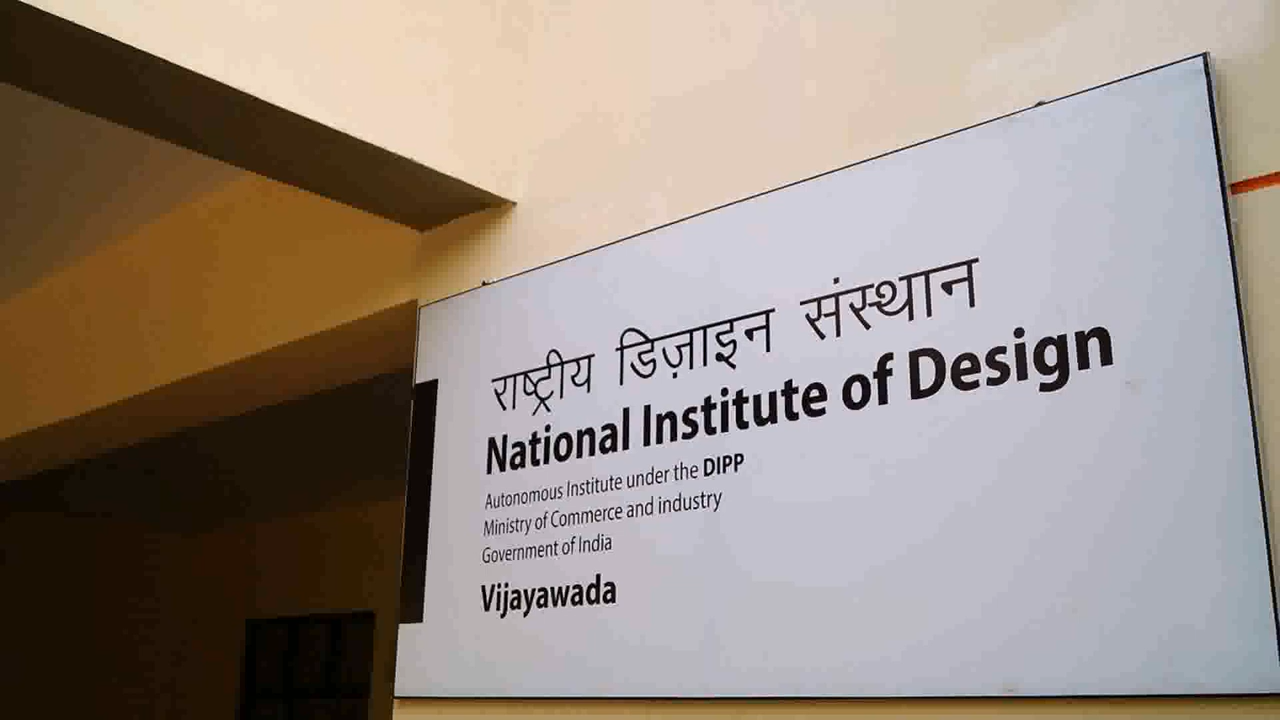 राष्ट्रीय डिज़ाइन संस्थान
National Institute of Design
Autonomous Institute under the DIPP
Ministry of Commerce and industry
Government of India
Vijayawada